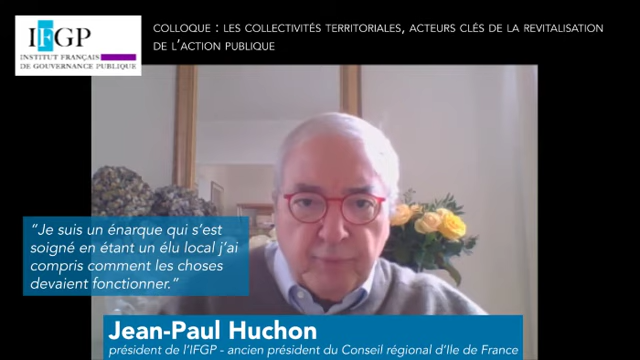 IFGP
INSTITUT FRANÇAIS
DE GOUVERNANCE PUBLIQUE
COLLOQUE : LES COLLECTIVITÉS TERRITORIALES, ACTEURS CLÉS DE LA REVITALISATION
DE L'ACTION PUBLIQUE
"Je suis un énarque qui s'est
soigné en étant un élu local j'ai
compris comment les choses
devaient fonctionner."
Jean-Paul Huchon
président de l'IFGP - ancien président du Conseil régional d'Ile de France